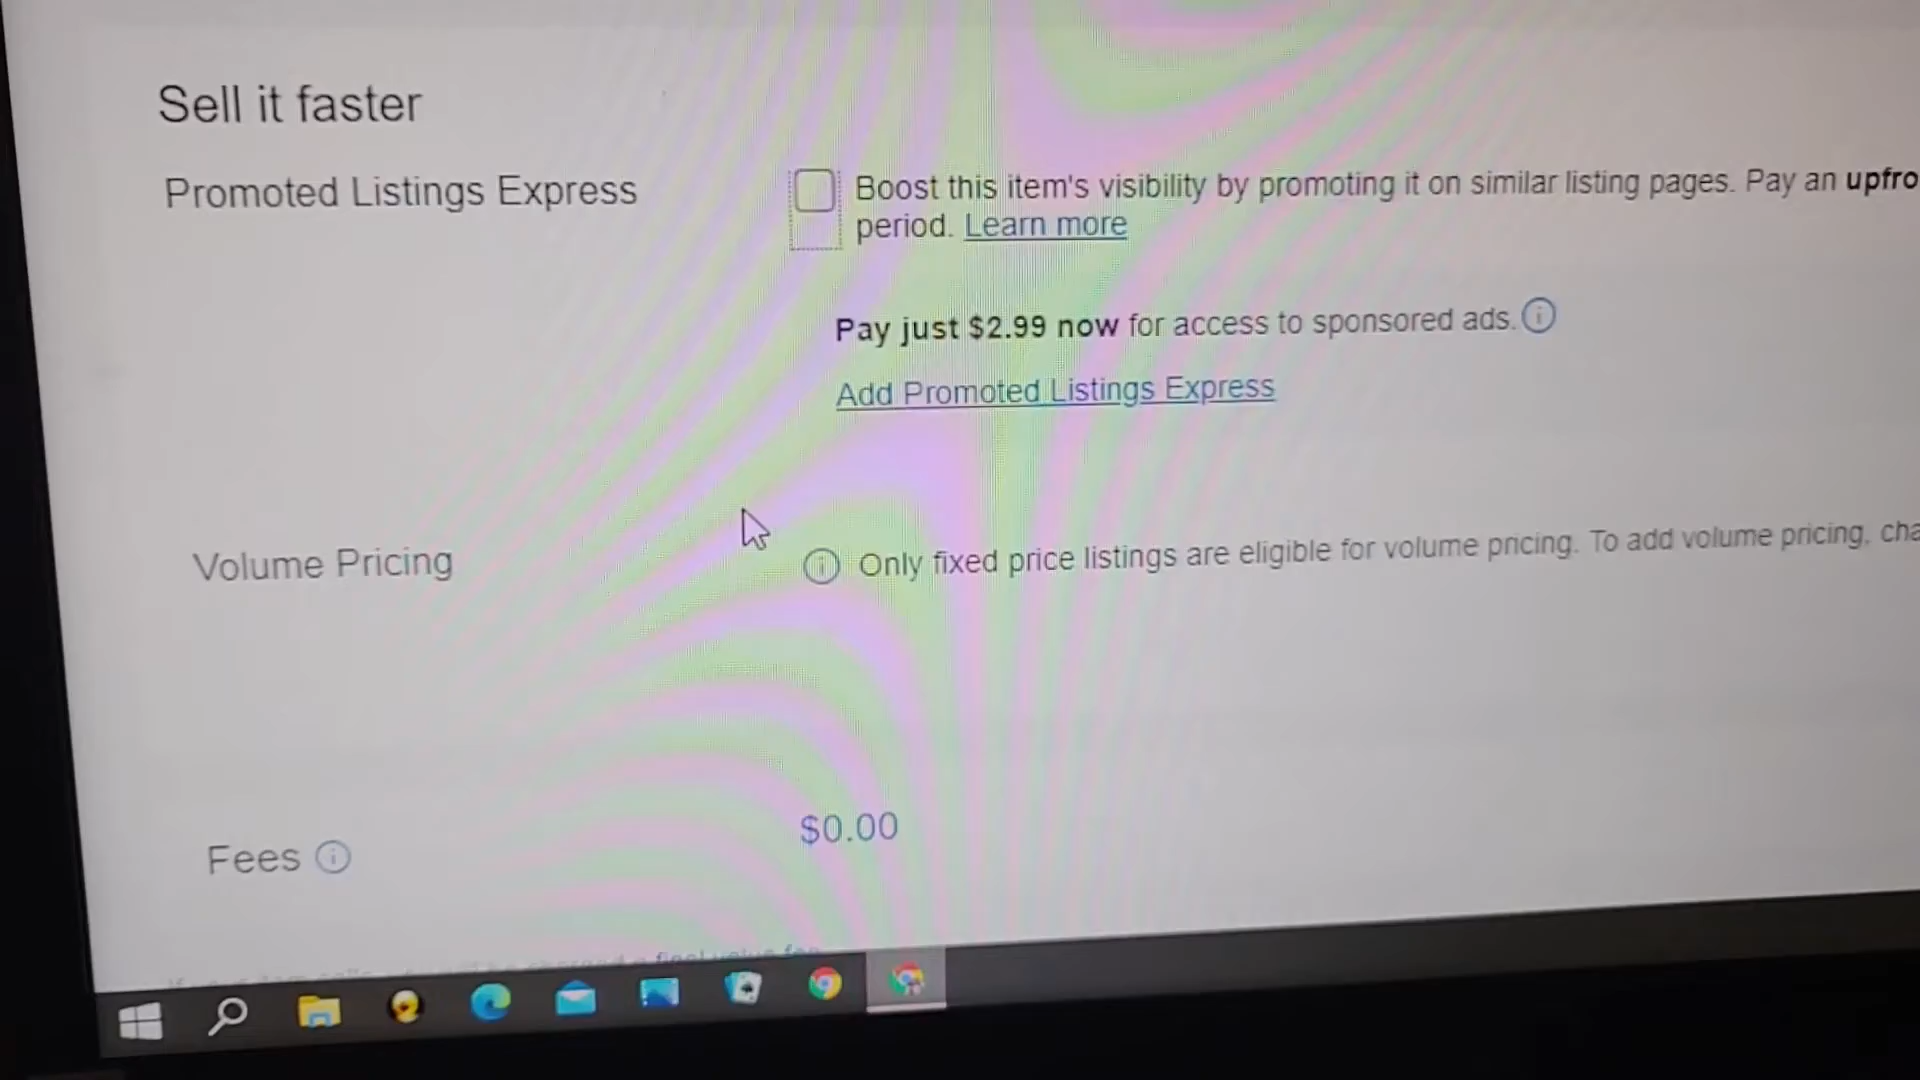 Sell it faster
Promoted Listings Express
Boost this item's visibility by promoting it on similar listing pages. Pay an upfro
period. Learn more
Pay just $2.99 now for access to sponsored ads.
Add Promoted Listings Express
Volume Pricing
Only fixed price listings are eligible for volume pricing. To add volume pricing, cha
Fees
$0.00